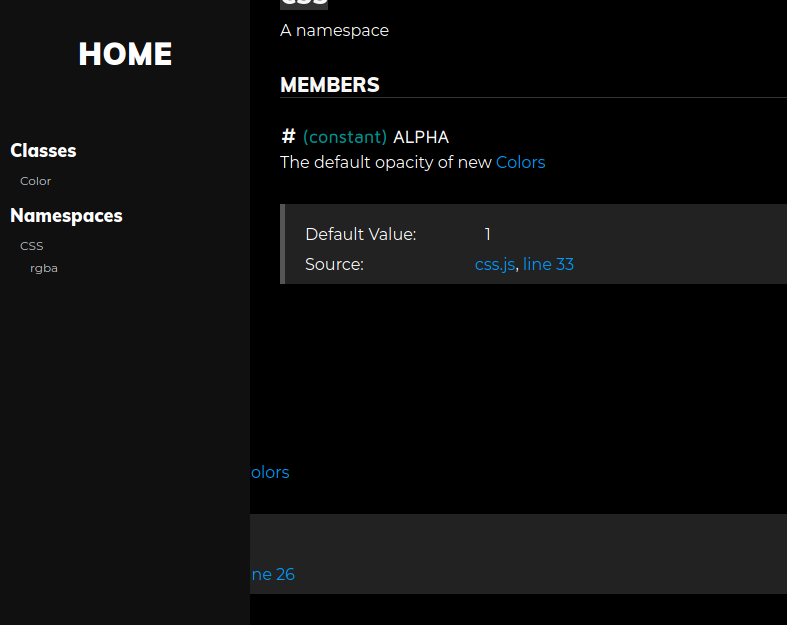 HOME
Classes
Color
Namespaces
CSS
rgba
CSS
A namespace
MEMBERS
# (constant) ALPHA
The default opacity of new Colors
Default Value: 1
Source: css.js, line 33
olors
ne 26